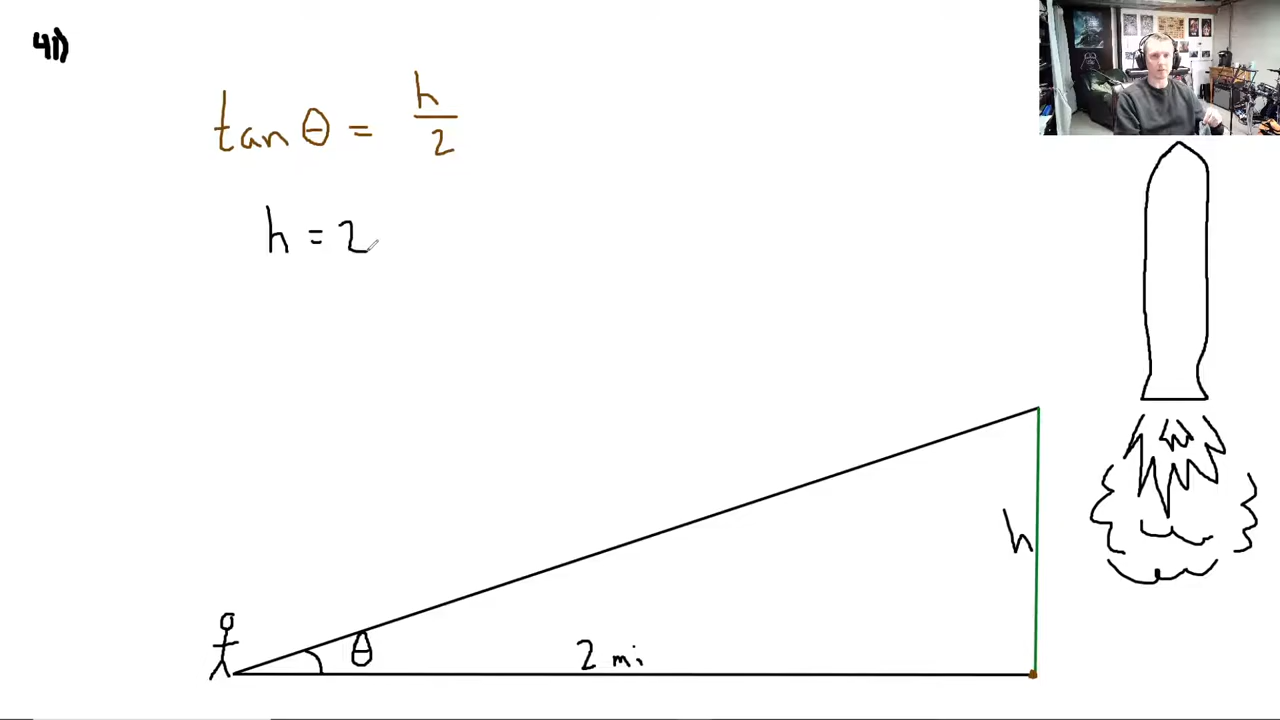 41)
tan θ = h/2
h = 2
h
θ
2 mi